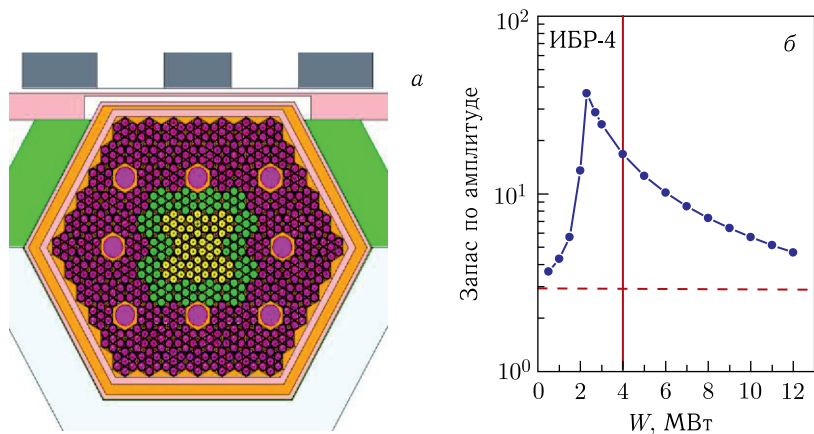 а
ИБР-4
б
10²
10¹
10⁰
Запас по амплитуде
0 2 4 6 8 10 12
W, МВт